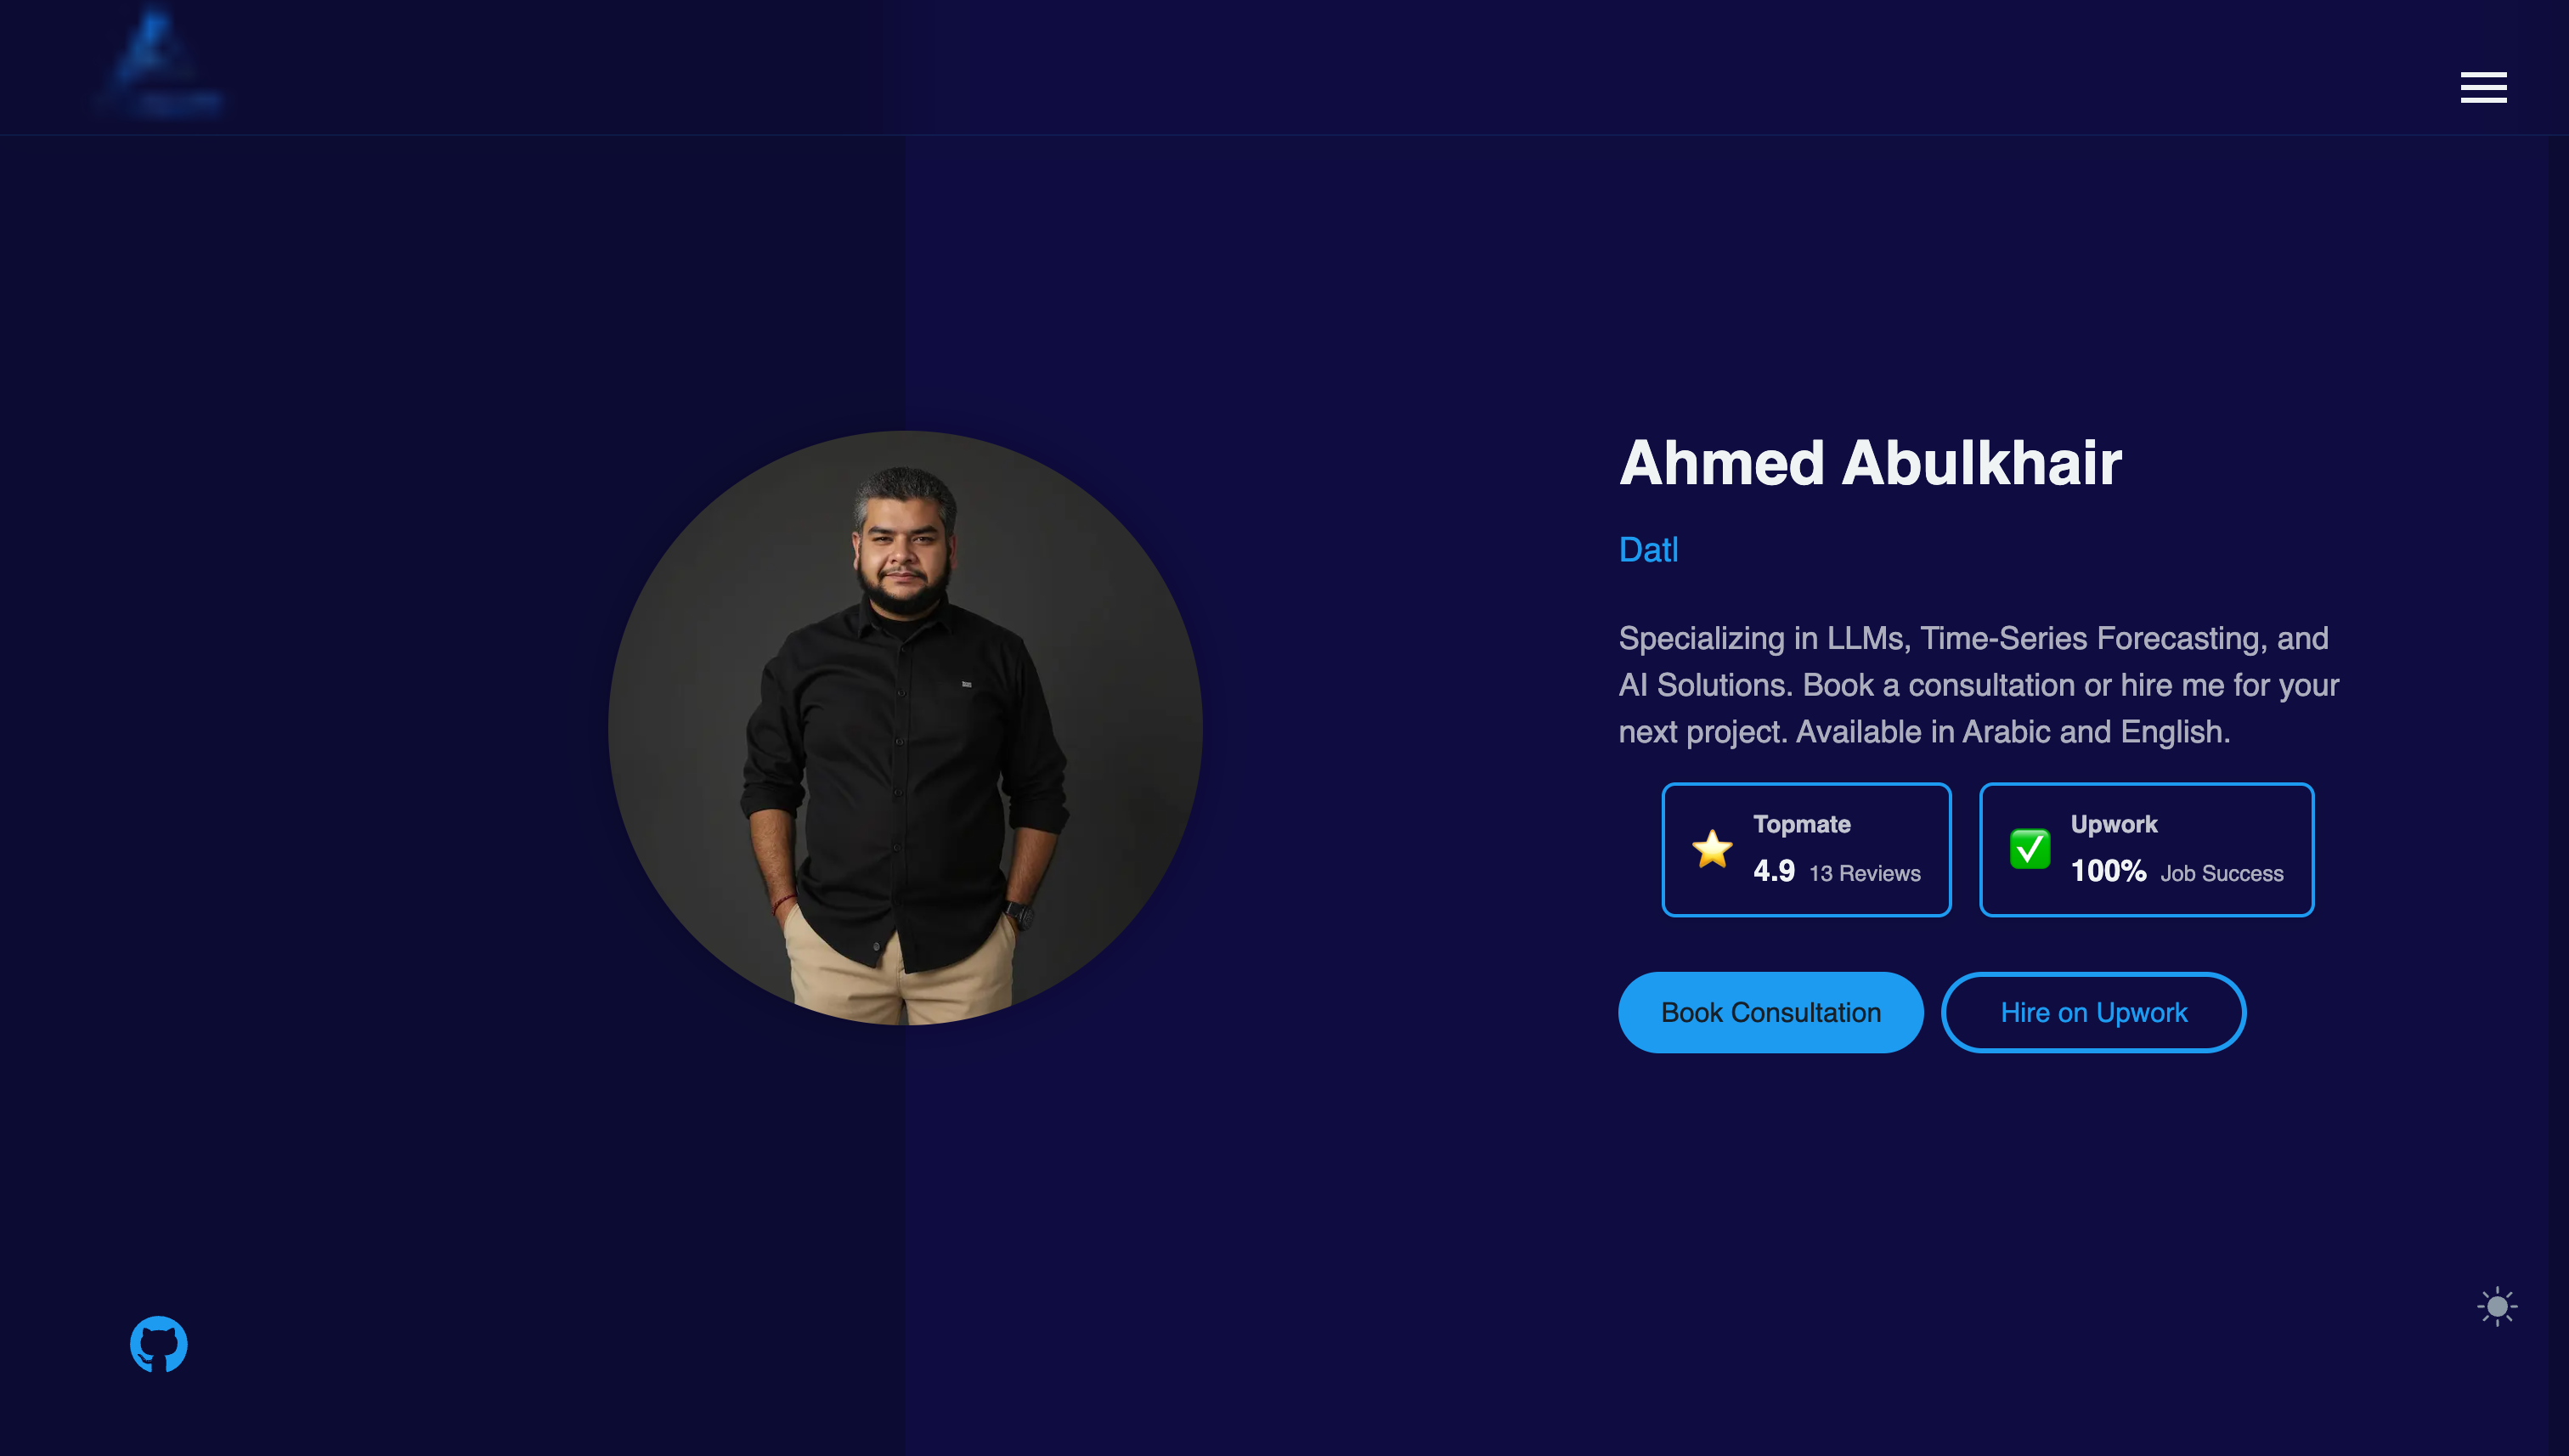 Ahmed Abulkhair
Datl
Specializing in LLMs, Time-Series Forecasting, and
AI Solutions. Book a consultation or hire me for your
next project. Available in Arabic and English.
Topmate
4.9 13 Reviews
Upwork
100% Job Success
Book Consultation
Hire on Upwork